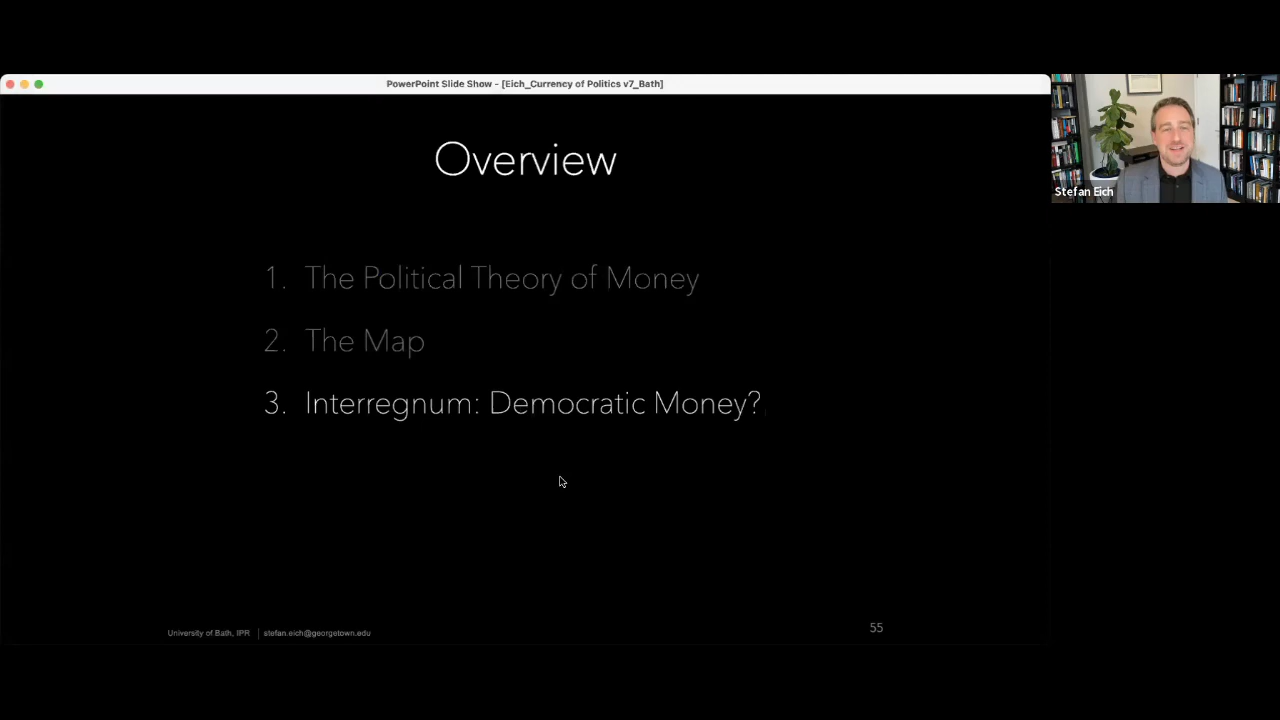 PowerPoint Slide Show - [Eich_Currency of Politics v7_Bath]
Overview
Stefan Eich
1. The Political Theory of Money
2. The Map
3. Interregnum: Democratic Money?
University of Bath, IPR | stefan.eich@georgetown.edu
55